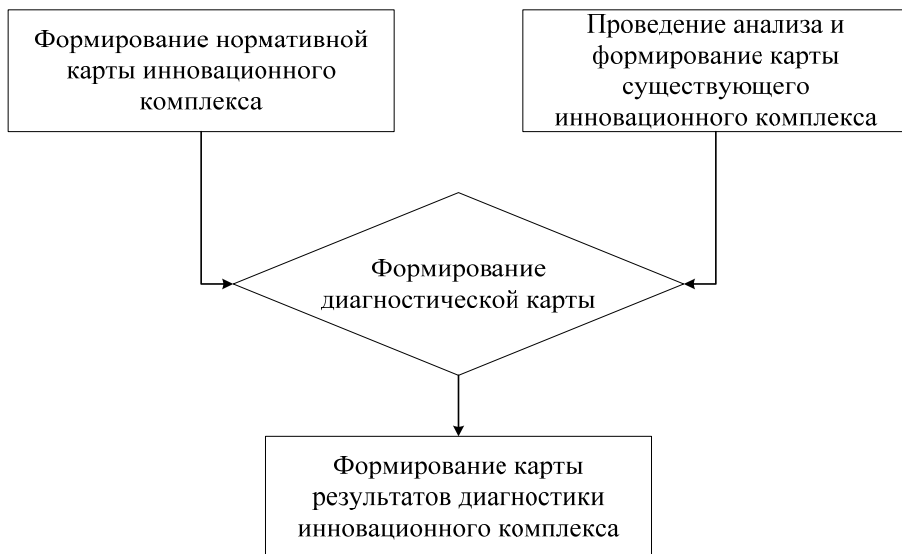 Формирование нормативной
карты инновационного
комплекса
Проведение анализа и
формирование карты
существующего
инновационного комплекса
Формирование
диагностической карты
Формирование карты
результатов диагностики
инновационного комплекса